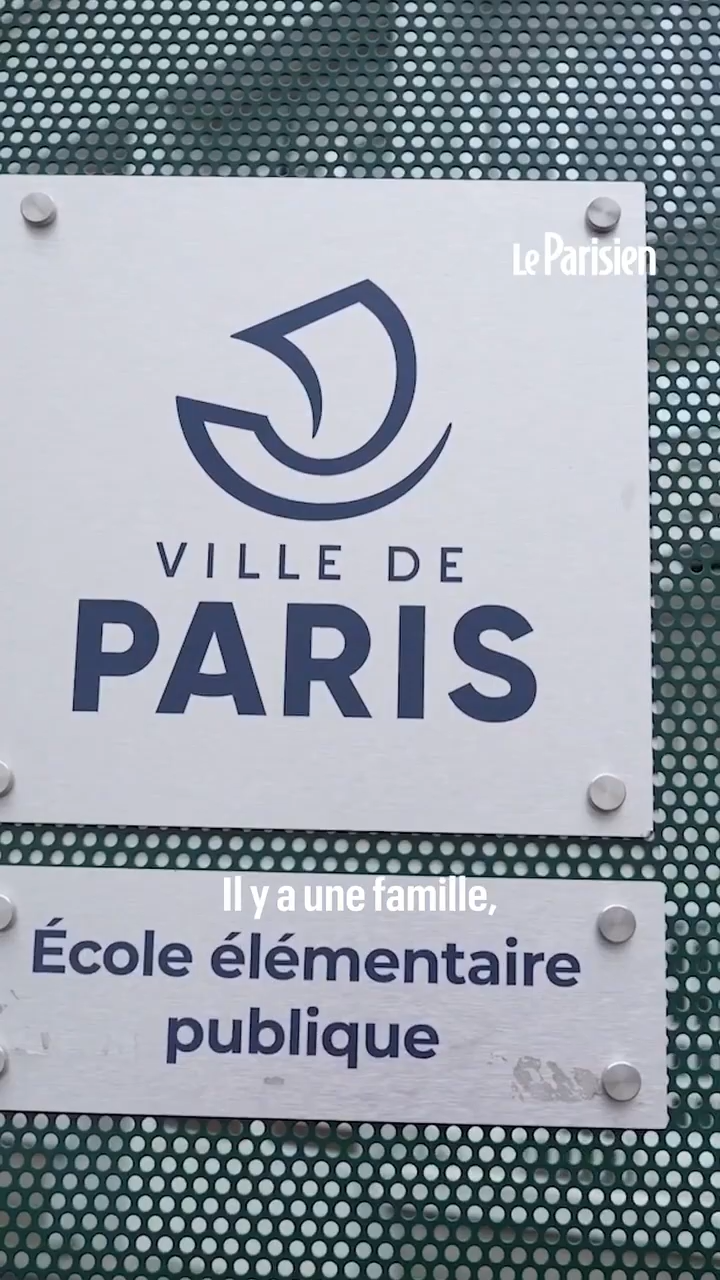 Le Parisien
VILLE DE
PARIS
Il y a une famille,
École élémentaire
publique